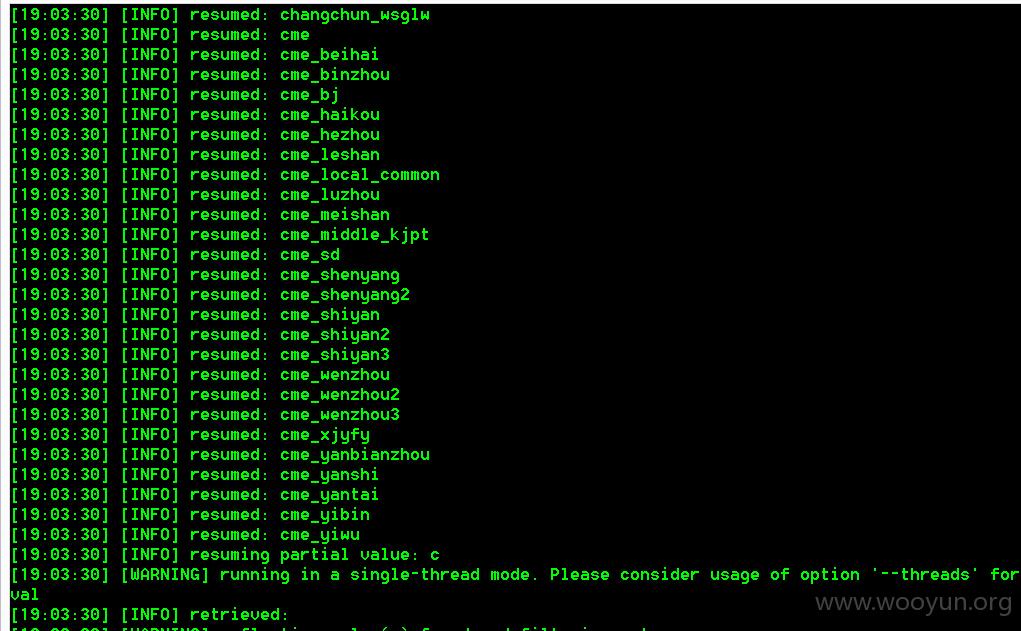 [19:03:30] [INFO] resumed: changchun_wsglw
[19:03:30] [INFO] resumed: cme
[19:03:30] [INFO] resumed: cme_beihai
[19:03:30] [INFO] resumed: cme_binzhou
[19:03:30] [INFO] resumed: cme_bj
[19:03:30] [INFO] resumed: cme_haikou
[19:03:30] [INFO] resumed: cme_hezhou
[19:03:30] [INFO] resumed: cme_leshan
[19:03:30] [INFO] resumed: cme_local_common
[19:03:30] [INFO] resumed: cme_luzhou
[19:03:30] [INFO] resumed: cme_meishan
[19:03:30] [INFO] resumed: cme_middle_kjpt
[19:03:30] [INFO] resumed: cme_sd
[19:03:30] [INFO] resumed: cme_shenyang
[19:03:30] [INFO] resumed: cme_shenyang2
[19:03:30] [INFO] resumed: cme_shiyan
[19:03:30] [INFO] resumed: cme_shiyan2
[19:03:30] [INFO] resumed: cme_shiyan3
[19:03:30] [INFO] resumed: cme_wenzhou
[19:03:30] [INFO] resumed: cme_wenzhou2
[19:03:30] [INFO] resumed: cme_wenzhou3
[19:03:30] [INFO] resumed: cme_xjyfy
[19:03:30] [INFO] resumed: cme_yanbianzhou
[19:03:30] [INFO] resumed: cme_yanshi
[19:03:30] [INFO] resumed: cme_yantai
[19:03:30] [INFO] resumed: cme_yibin
[19:03:30] [INFO] resumed: cme_yiwu
[19:03:30] [INFO] resuming partial value: c
[19:03:30] [WARNING] running in a single-thread mode. Please consider usage of option '--threads' for
val
www.wooyun.org
[19:03:30] [INFO] retrieved: